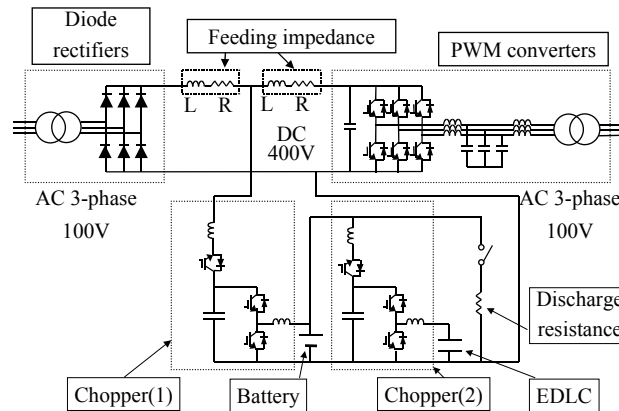 Diode
rectifiers
Feeding impedance
PWM converters
L R L R
DC
400V
AC 3-phase
100V
AC 3-phase
100V
Discharge
resistance
Chopper(1)
Battery
Chopper(2)
EDLC